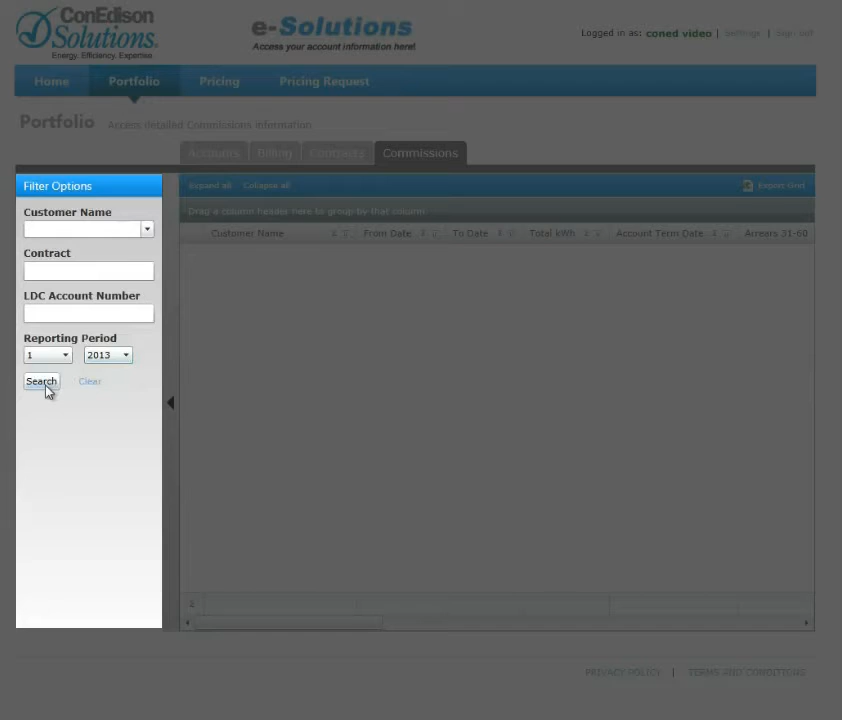 ConEdison
Solutions
Energy. Efficiency. Expertise.
e-Solutions
Access your account information here!
Logged in as: coned video | Settings | Sign out
Home Portfolio Pricing Pricing Request
Portfolio Access detailed Commissions information
Accounts Billing Contracts Commissions
Filter Options
Customer Name
Contract
LDC Account Number
Reporting Period
1 2013
Search Clear
Expand all Collapse all Export Grid
Drag a column header here to group by that column
Customer Name From Date To Date Total kWh Account Term Date Arrears 31-60
Σ
PRIVACY POLICY | TERMS AND CONDITIONS